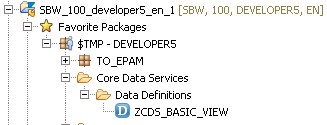 SBW_100_developer5_en_1 [SBW, 100, DEVELOPER5, EN]
Favorite Packages
$TMP - DEVELOPER5
TO_EPAM
Core Data Services
Data Definitions
D ZCDS_BASIC_VIEW